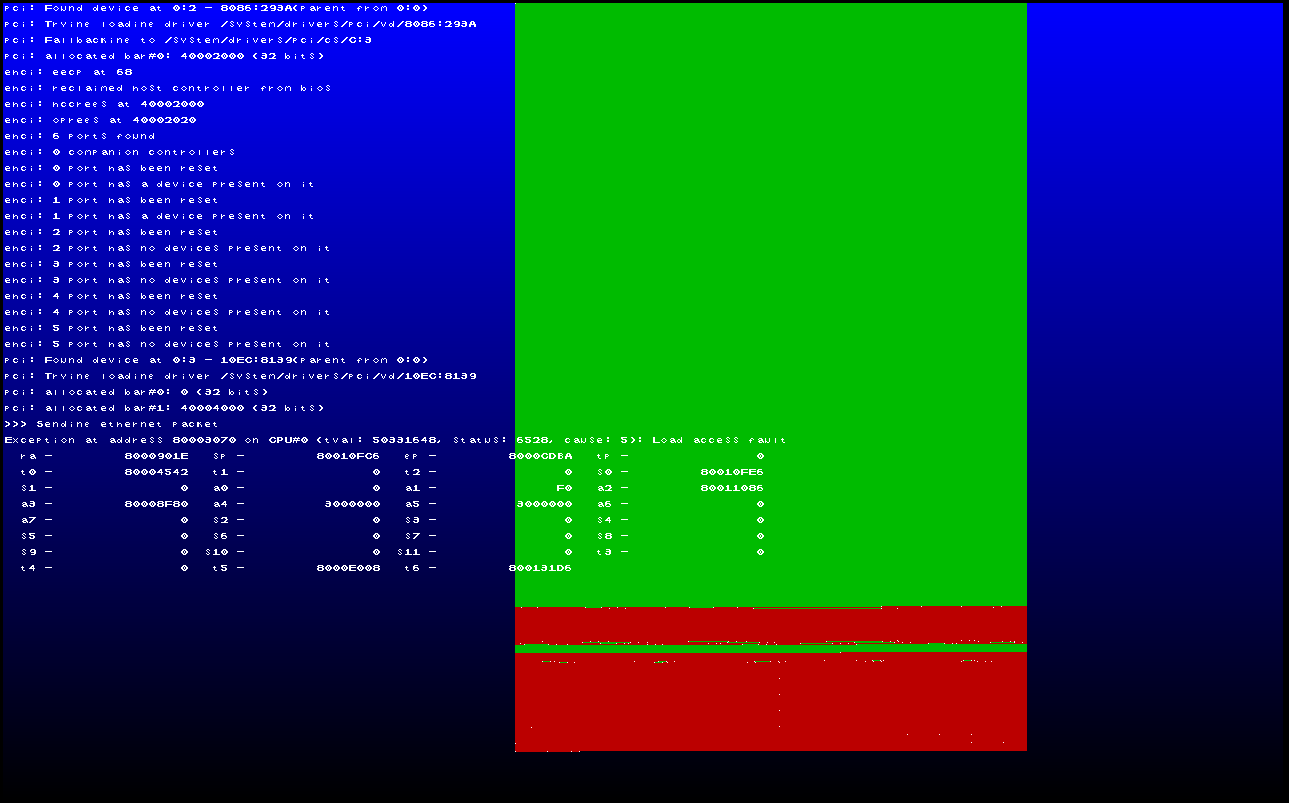 pci: Found device at 0:2 - 8086:293A(parent from 0:0)
pci: Trying loading driver /System/drivers/pci/vd/8086:293A
pci: Fallbacking to /System/drivers/pci/cs/C:3
pci: allocated bar#0: 40002000 (32 bits)
ehci: eecp at 68
ehci: reclaimed host controller from bios
ehci: hccregs at 40002000
ehci: opregs at 40002020
ehci: 6 ports found
ehci: 0 companion controllers
ehci: 0 port has been reset
ehci: 0 port has a device present on it
ehci: 1 port has been reset
ehci: 1 port has a device present on it
ehci: 2 port has been reset
ehci: 2 port has no devices present on it
ehci: 3 port has been reset
ehci: 3 port has no devices present on it
ehci: 4 port has been reset
ehci: 4 port has no devices present on it
ehci: 5 port has been reset
ehci: 5 port has no devices present on it
pci: Found device at 0:3 - 10EC:8139(parent from 0:0)
pci: Trying loading driver /System/drivers/pci/vd/10EC:8139
pci: allocated bar#0: 0 (32 bits)
pci: allocated bar#1: 40004000 (32 bits)
>>> Sending ethernet packet
Exception at address 80003070 on CPU#0 (tval: 50331648, status: 6528, cause: 5): Load access fault
ra - 8000901E sp - 80010FC6 gp - 8000CDBA tp - 0
t0 - 80004542 t1 - 0 t2 - 0 s0 - 80010FE6
s1 - 0 a0 - 0 a1 - F0 a2 - 80011086
a3 - 80008F80 a4 - 3000000 a5 - 3000000 a6 - 0
a7 - 0 s2 - 0 s3 - 0 s4 - 0
s5 - 0 s6 - 0 s7 - 0 s8 - 0
s9 - 0 s10 - 0 s11 - 0 t3 - 0
t4 - 0 t5 - 8000E008 t6 - 800131D6